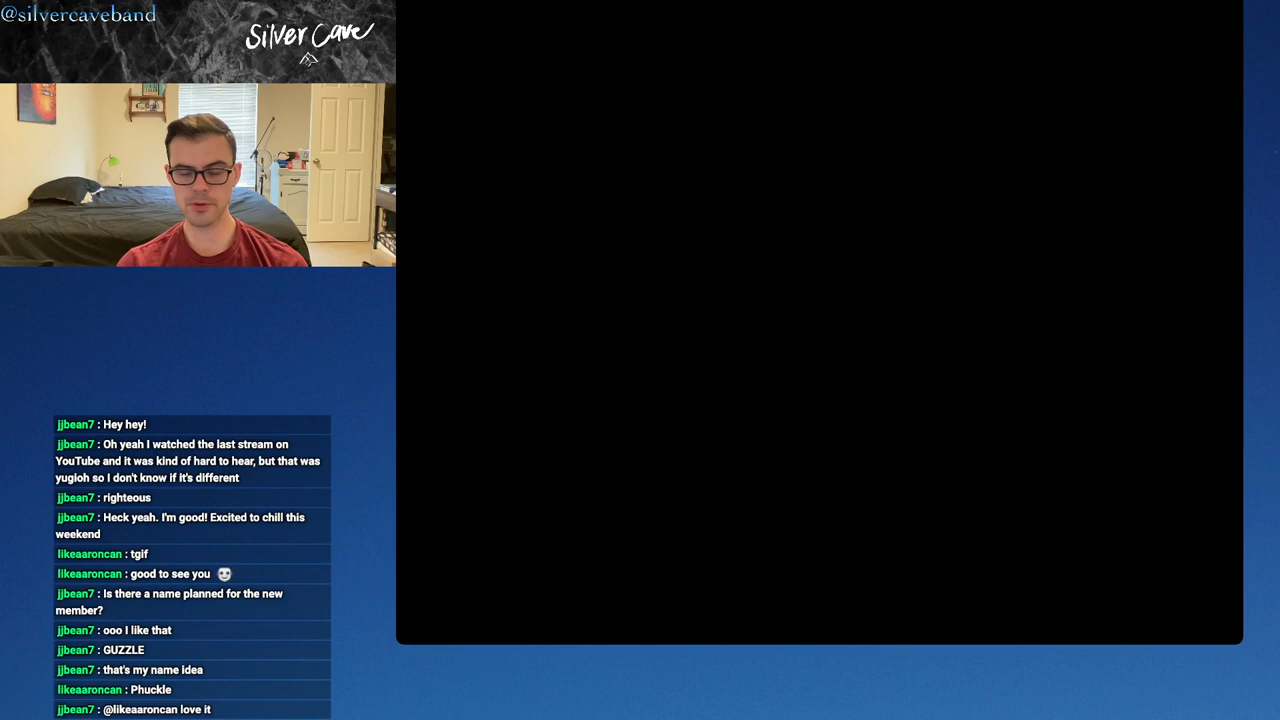 @silvercaveband
Silver Cave
jjbean7 : Hey hey!
jjbean7 : Oh yeah I watched the last stream on
YouTube and it was kind of hard to hear, but that was
yugioh so I don't know if it's different
jjbean7 : righteous
jjbean7 : Heck yeah. I'm good! Excited to chill this
weekend
likeaaroncan : tgif
likeaaroncan : good to see you
jjbean7 : Is there a name planned for the new
member?
jjbean7 : ooo I like that
jjbean7 : GUZZLE
jjbean7 : that's my name idea
likeaaroncan : Phuckle
jjbean7 : @likeaaroncan love it